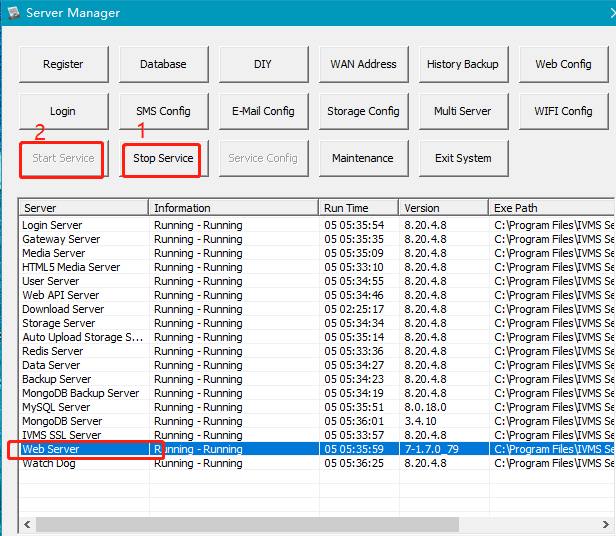 Server Manager
Register Database DIY WAN Address History Backup Web Config
Login SMS Config E-Mail Config Storage Config Multi Server WIFI Config
2 1
Start Service Stop Service Service Config Maintenance Exit System
Server Information Run Time Version Exe Path
Login Server Running - Running 05 05:35:54 8.20.4.8 C:\Program Files\IVMS Se
Gateway Server Running - Running 05 05:35:35 8.20.4.8 C:\Program Files\IVMS Se
Media Server Running - Running 05 05:35:09 8.20.4.8 C:\Program Files\IVMS Se
HTML5 Media Server Running - Running 05 05:33:10 8.20.4.8 C:\Program Files\IVMS Se
User Server Running - Running 05 05:34:55 8.20.4.8 C:\Program Files\IVMS Se
Web API Server Running - Running 05 05:34:46 8.20.4.8 C:\Program Files\IVMS Se
Download Server Running - Running 05 02:25:17 8.20.4.8 C:\Program Files\IVMS Se
Storage Server Running - Running 05 05:34:34 8.20.4.8 C:\Program Files\IVMS Se
Auto Upload Storage S... Running - Running 05 05:35:14 8.20.4.8 C:\Program Files\IVMS Se
Redis Server Running - Running 05 05:33:36 8.20.4.8 C:\Program Files\IVMS Se
Data Server Running - Running 05 05:34:27 8.20.4.8 C:\Program Files\IVMS Se
Backup Server Running - Running 05 05:34:23 8.20.4.8 C:\Program Files\IVMS Se
MongoDB Backup Server Running - Running 05 05:34:19 8.20.4.8 C:\Program Files\IVMS Se
MySQL Server Running - Running 05 05:35:51 8.0.18.0 C:\Program Files\IVMS Se
MongoDB Server Running - Running 05 05:36:01 3.4.10 C:\Program Files\IVMS Se
IVMS SSL Server Running - Running 05 05:33:57 8.20.4.8 C:\Program Files\IVMS Se
Web Server Running - Running 05 05:35:59 7-1.7.0_79 C:\Program Files\IVMS Se
Watch Dog Running - Running 05 05:36:25 8.20.4.8 C:\Program Files\IVMS Se